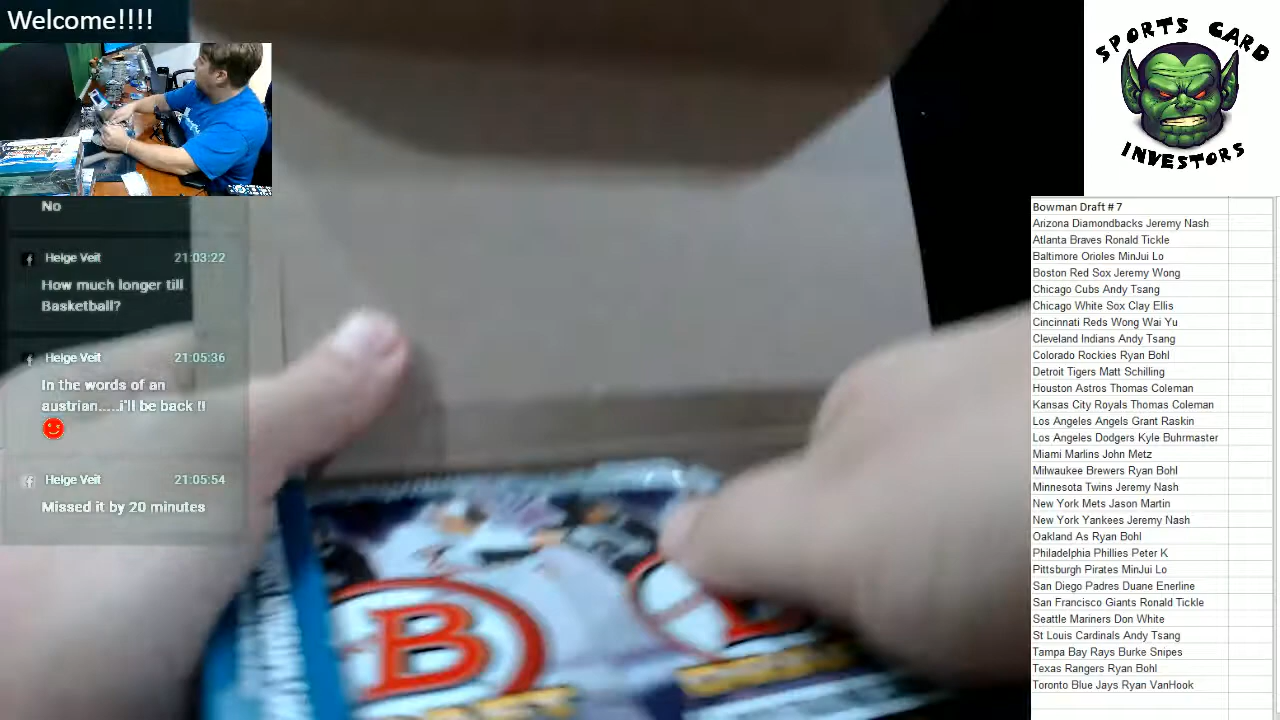 Welcome!!!!
SPORTS CARD
INVESTORS
No
Helge Veit 21:03:22
How much longer till
Basketball?
Helge Veit 21:05:36
In the words of an
austrian.....i'll be back !!
Helge Veit 21:05:54
Missed it by 20 minutes
B
Bowman Draft # 7
Arizona Diamondbacks Jeremy Nash
Atlanta Braves Ronald Tickle
Baltimore Orioles MinJui Lo
Boston Red Sox Jeremy Wong
Chicago Cubs Andy Tsang
Chicago White Sox Clay Ellis
Cincinnati Reds Wong Wai Yu
Cleveland Indians Andy Tsang
Colorado Rockies Ryan Bohl
Detroit Tigers Matt Schilling
Houston Astros Thomas Coleman
Kansas City Royals Thomas Coleman
Los Angeles Angels Grant Raskin
Los Angeles Dodgers Kyle Buhrmaster
Miami Marlins John Metz
Milwaukee Brewers Ryan Bohl
Minnesota Twins Jeremy Nash
New York Mets Jason Martin
New York Yankees Jeremy Nash
Oakland As Ryan Bohl
Philadelphia Phillies Peter K
Pittsburgh Pirates MinJui Lo
San Diego Padres Duane Enerline
San Francisco Giants Ronald Tickle
Seattle Mariners Don White
St Louis Cardinals Andy Tsang
Tampa Bay Rays Burke Snipes
Texas Rangers Ryan Bohl
Toronto Blue Jays Ryan VanHook